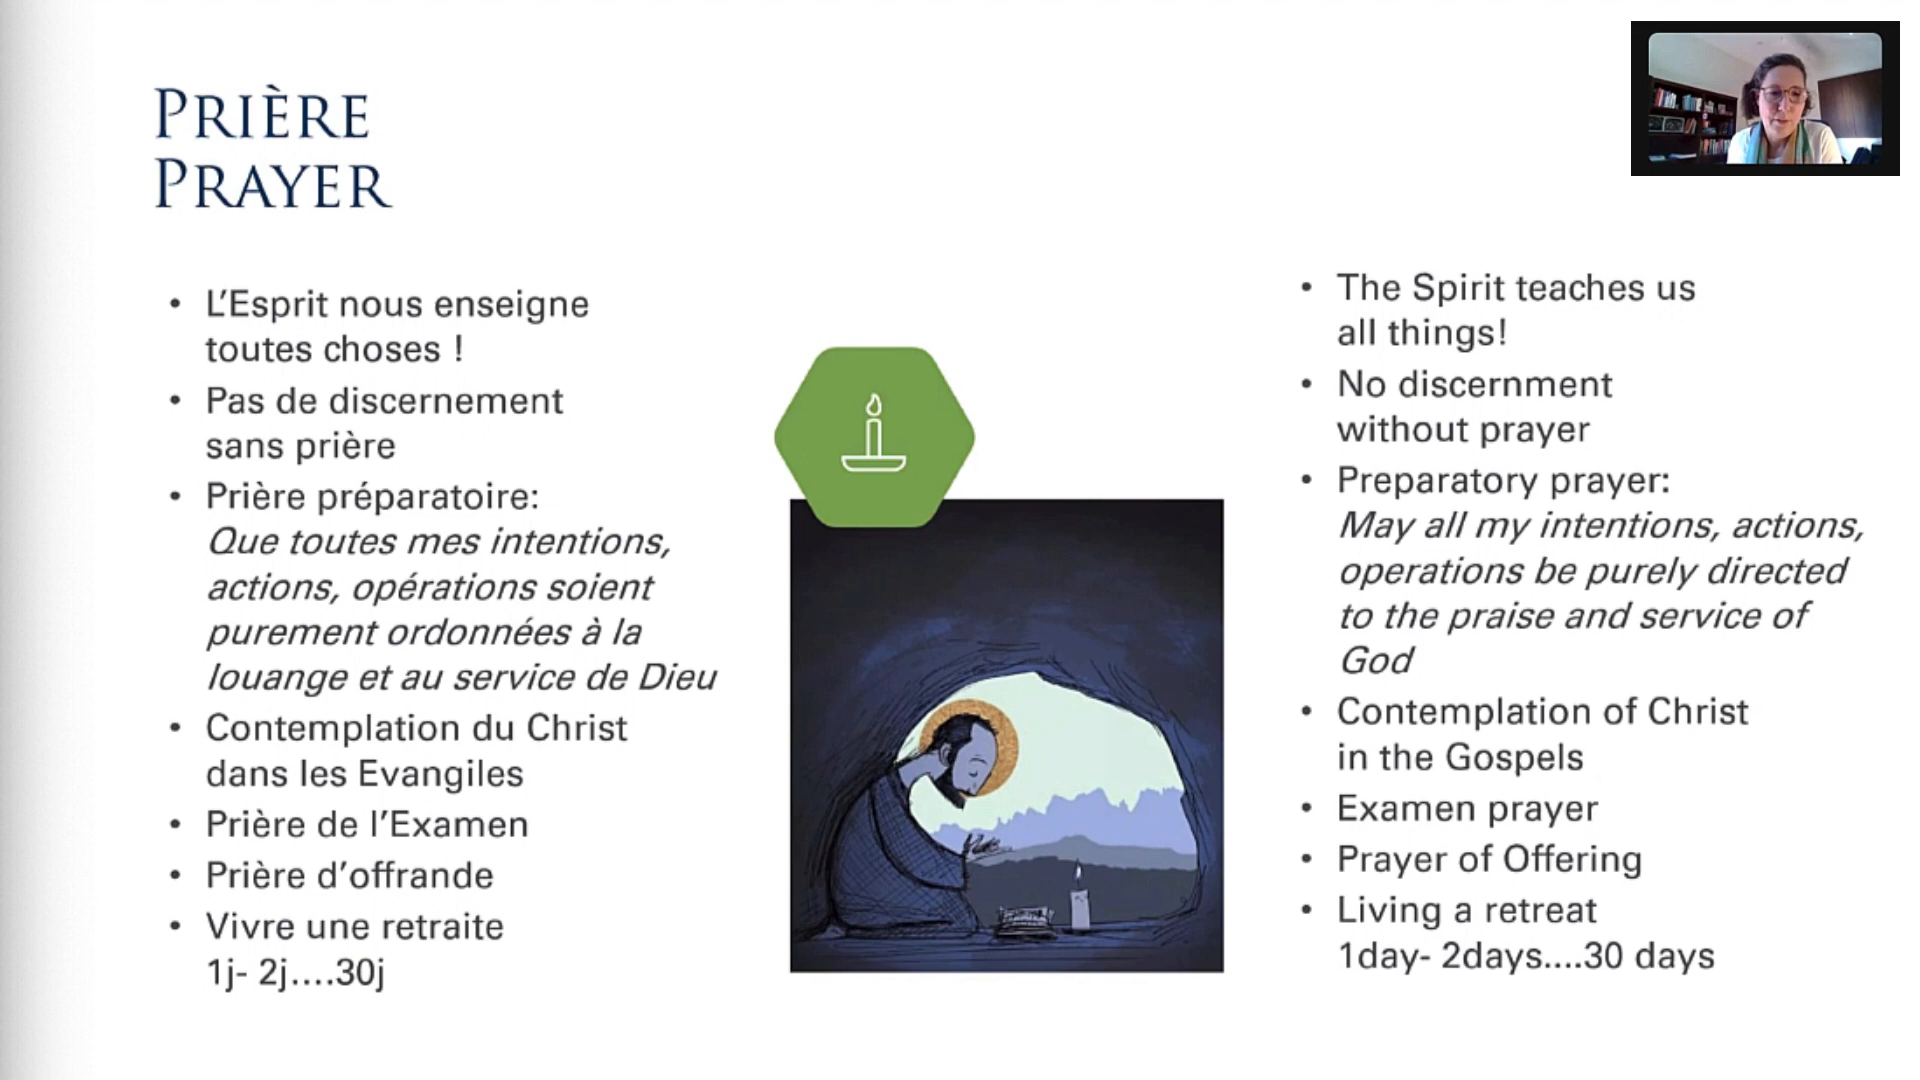 PRIÈRE
PRAYER
• L’Esprit nous enseigne
toutes choses !
• Pas de discernement
sans prière
• Prière préparatoire:
Que toutes mes intentions,
actions, opérations soient
purement ordonnées à la
louange et au service de Dieu
• Contemplation du Christ
dans les Evangiles
• Prière de l’Examen
• Prière d’offrande
• Vivre une retraite
1j- 2j....30j
• The Spirit teaches us
all things!
• No discernment
without prayer
• Preparatory prayer:
May all my intentions, actions,
operations be purely directed
to the praise and service of
God
• Contemplation of Christ
in the Gospels
• Examen prayer
• Prayer of Offering
• Living a retreat
1day- 2days....30 days